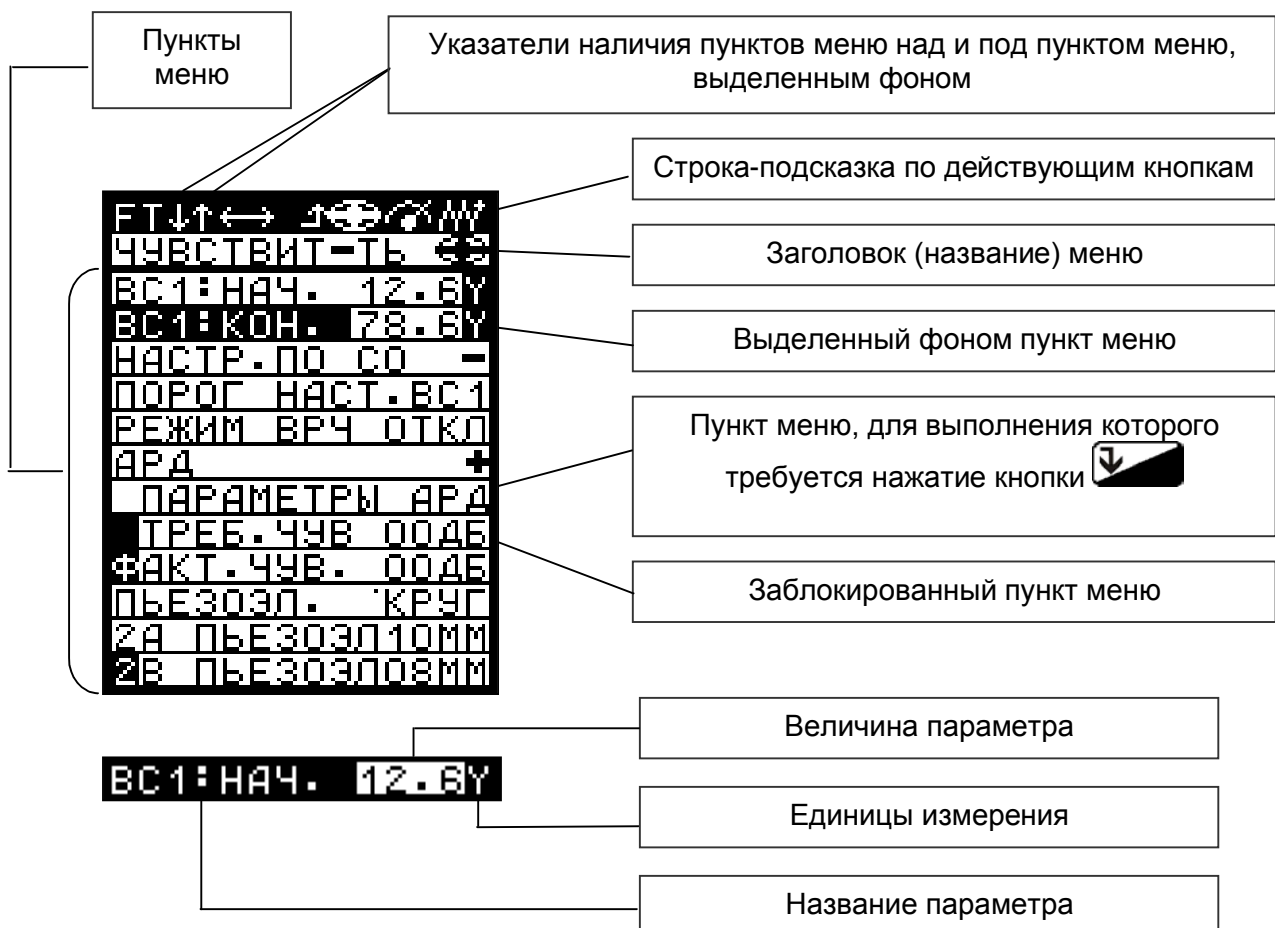 Пункты
меню
Указатели наличия пунктов меню над и под пунктом меню,
выделенным фоном
Строка-подсказка по действующим кнопкам
Заголовок (название) меню
Выделенный фоном пункт меню
Пункт меню, для выполнения которого
требуется нажатие кнопки
Заблокированный пункт меню
FT↓↑↔
ЧУВСТВИТ-ТЬ
ВС1:НАЧ. 12.6Y
ВС1:КОН. 78.6Y
НАСТР.ПО СО -
ПОРОГ НАСТ.ВС1
РЕЖИМ ВРЧ ОТКЛ
АРД +
ПАРАМЕТРЫ АРД
ТРЕБ.ЧУВ 00ДБ
ФАКТ.ЧУВ. 00ДБ
ПЬЕЗОЭЛ. КРУГ
2А ПЬЕЗОЭЛ10ММ
2В ПЬЕЗОЭЛ08ММ
Величина параметра
ВС1:НАЧ. 12.6Y
Единицы измерения
Название параметра